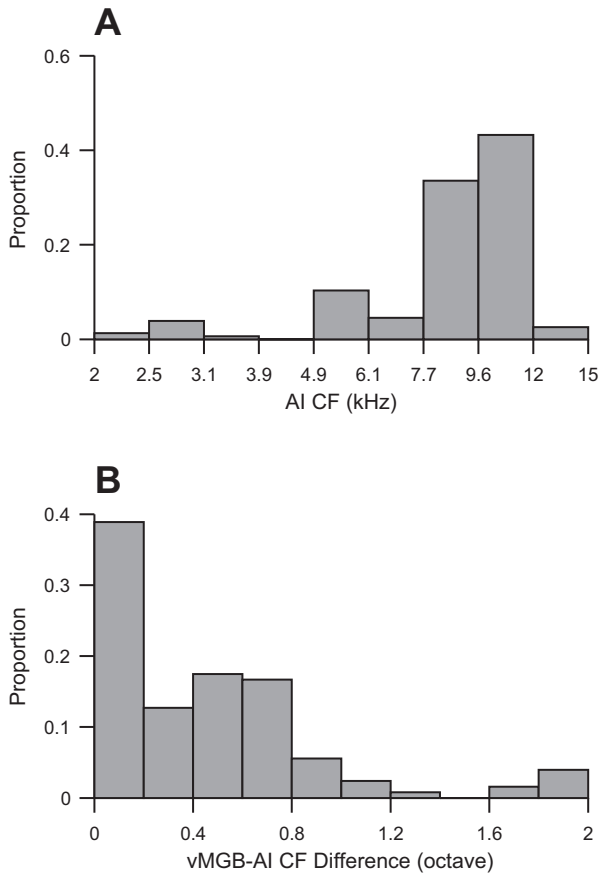 A
Proportion
0.6
0.4
0.2
0
2 2.5 3.1 3.9 4.9 6.1 7.7 9.6 12 15
AI CF (kHz)
B
Proportion
0.4
0.3
0.2
0.1
0
0 0.4 0.8 1.2 1.6 2
vMGB-AI CF Difference (octave)